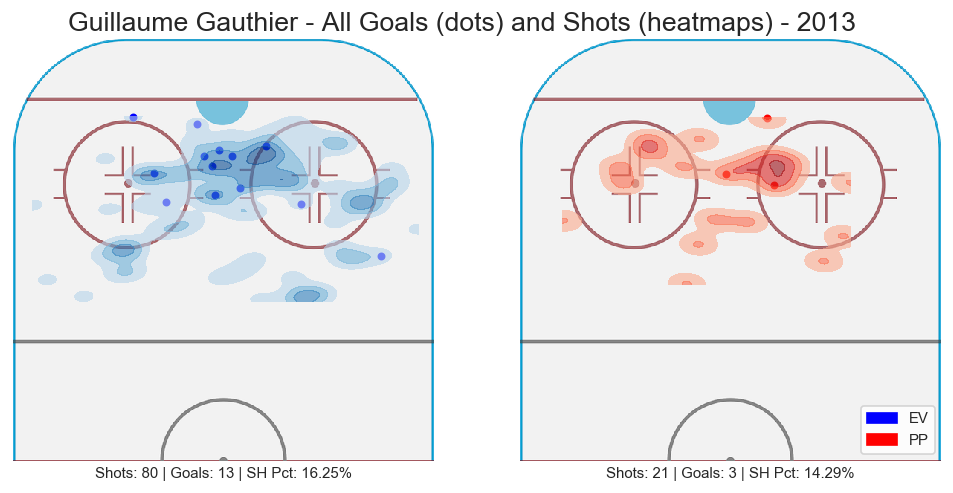 Guillaume Gauthier - All Goals (dots) and Shots (heatmaps) - 2013
EV
PP
Shots: 80 | Goals: 13 | SH Pct: 16.25%
Shots: 21 | Goals: 3 | SH Pct: 14.29%